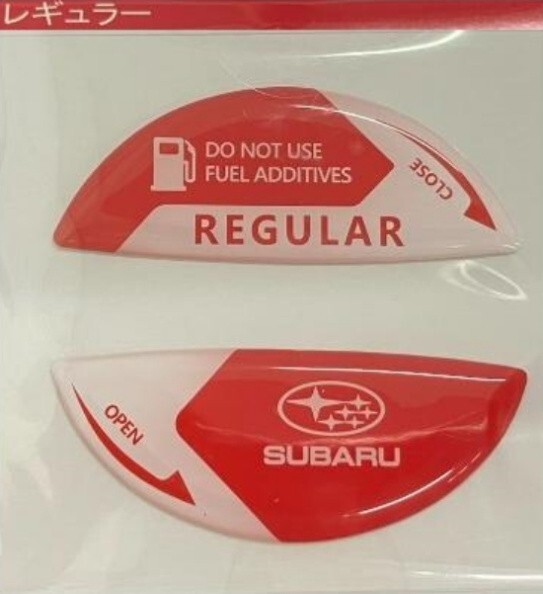 レギュラー
DO NOT USE
FUEL ADDITIVES
CLOSE
REGULAR
OPEN
SUBARU